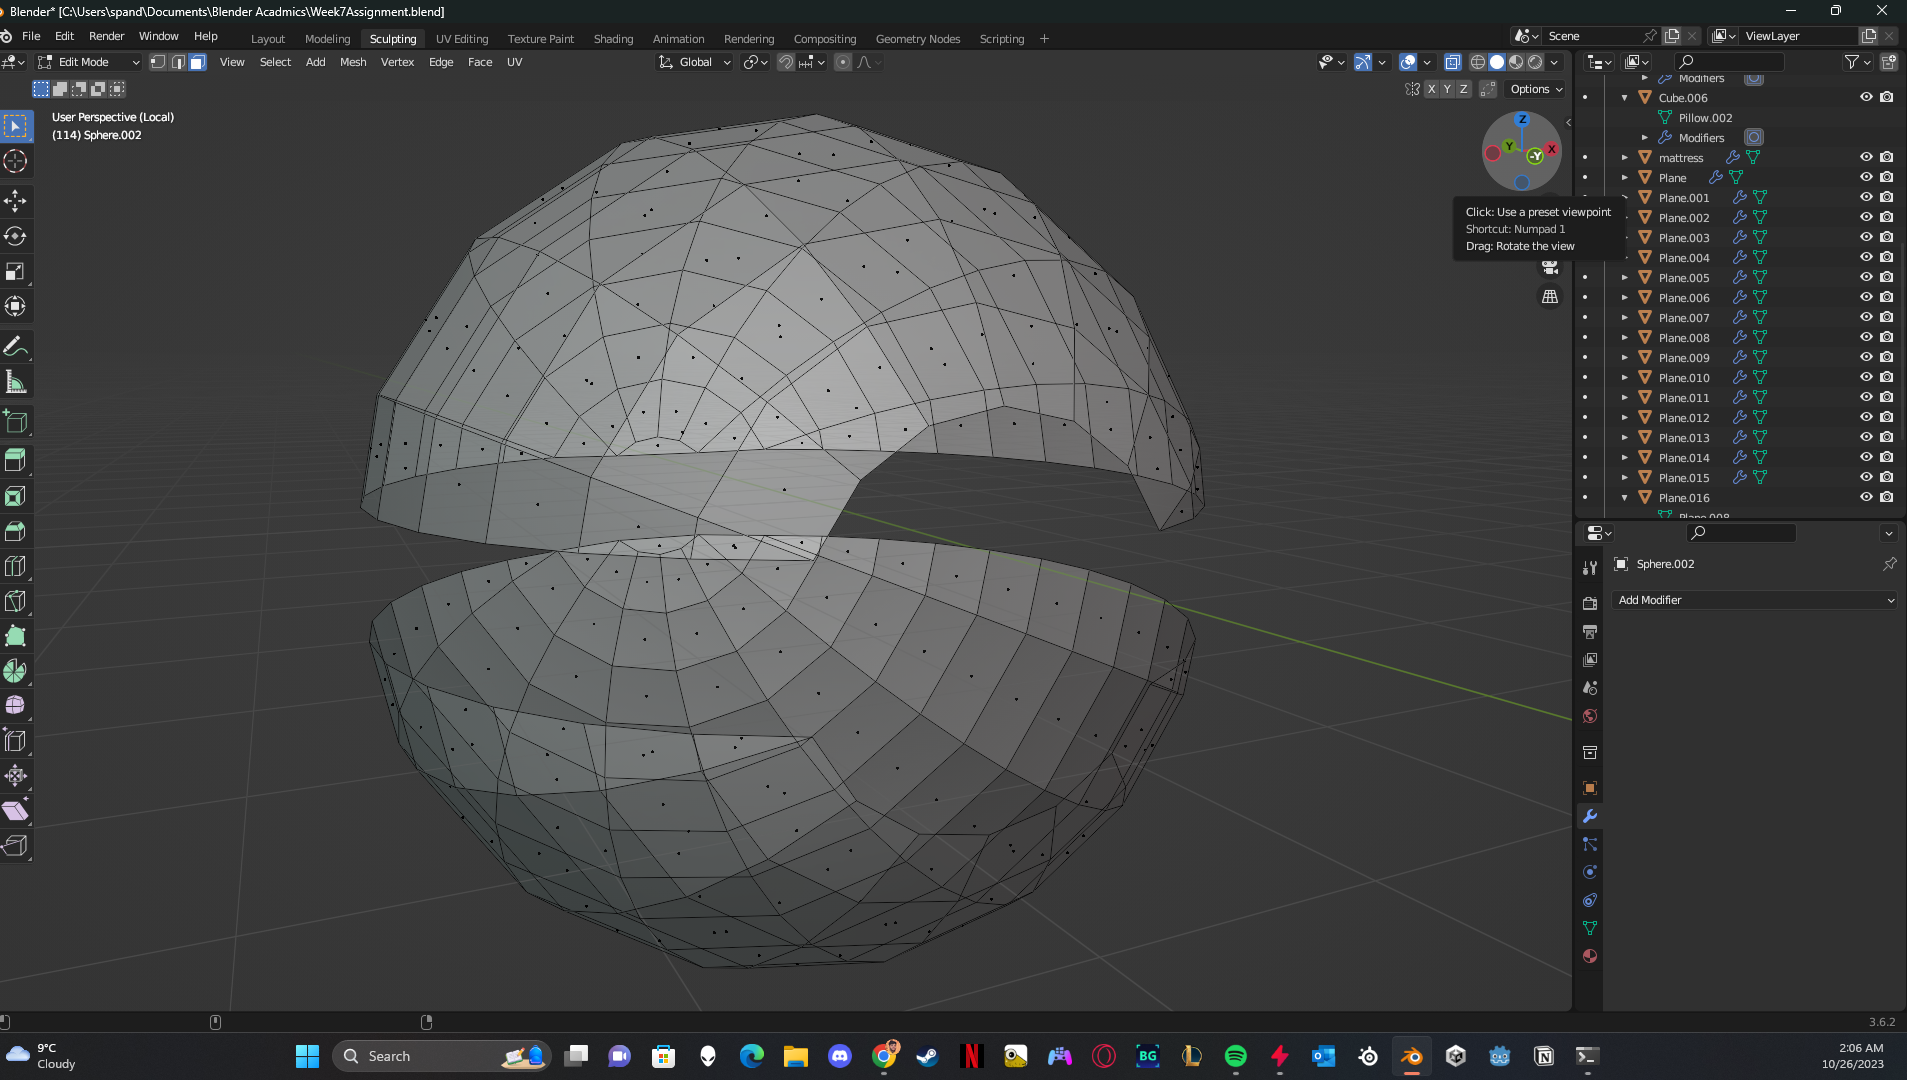 Blender* [C:\Users\spand\Documents\Blender Acadmics\Week7Assignment.blend]
File Edit Render Window Help
Layout Modeling Sculpting UV Editing Texture Paint Shading Animation Rendering Compositing Geometry Nodes Scripting +
Scene
ViewLayer
Edit Mode View Select Add Mesh Vertex Edge Face UV
Global
X Y Z Options
User Perspective (Local)
(114) Sphere.002
Z
Y
-Y
X
Click: Use a preset viewpoint
Shortcut: Numpad 1
Drag: Rotate the view
Modifiers
Cube.006
Pillow.002
Modifiers
mattress
Plane
Plane.001
Plane.002
Plane.003
Plane.004
Plane.005
Plane.006
Plane.007
Plane.008
Plane.009
Plane.010
Plane.011
Plane.012
Plane.013
Plane.014
Plane.015
Plane.016
Plane.008
Sphere.002
Add Modifier
3.6.2
9°C
Cloudy
Search
BG
2:06 AM
10/26/2023